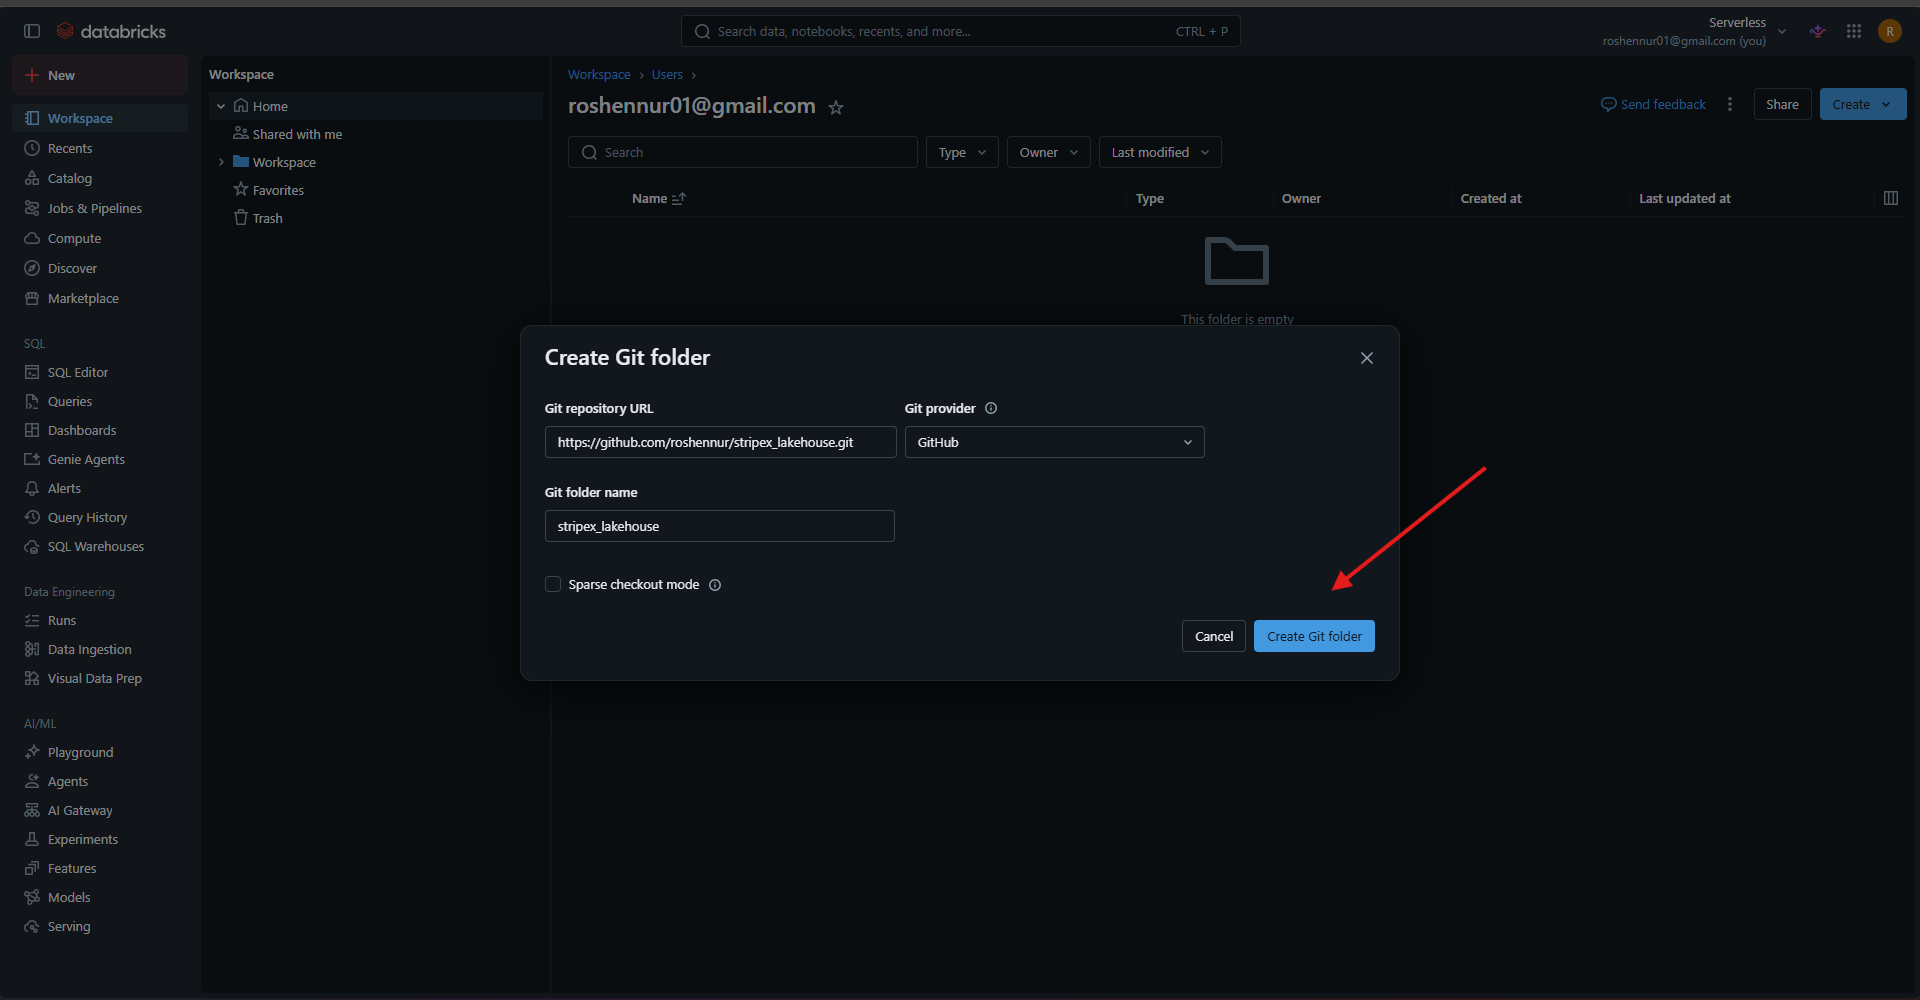 databricks
Search data, notebooks, recents, and more...
CTRL + P
Serverless
roshennur01@gmail.com (you)
R
New
Workspace
Recents
Catalog
Jobs & Pipelines
Compute
Discover
Marketplace
SQL
SQL Editor
Queries
Dashboards
Genie Agents
Alerts
Query History
SQL Warehouses
Data Engineering
Runs
Data Ingestion
Visual Data Prep
AI/ML
Playground
Agents
AI Gateway
Experiments
Features
Models
Serving
Workspace
Home
Shared with me
Workspace
Favorites
Trash
Workspace › Users ›
roshennur01@gmail.com
Send feedback
Share
Create
Search
Type
Owner
Last modified
Name
Type
Owner
Created at
Last updated at
This folder is empty
Create Git folder
Git repository URL
Git provider
https://github.com/roshennur/stripex_lakehouse.git
GitHub
Git folder name
stripex_lakehouse
Sparse checkout mode
Cancel
Create Git folder